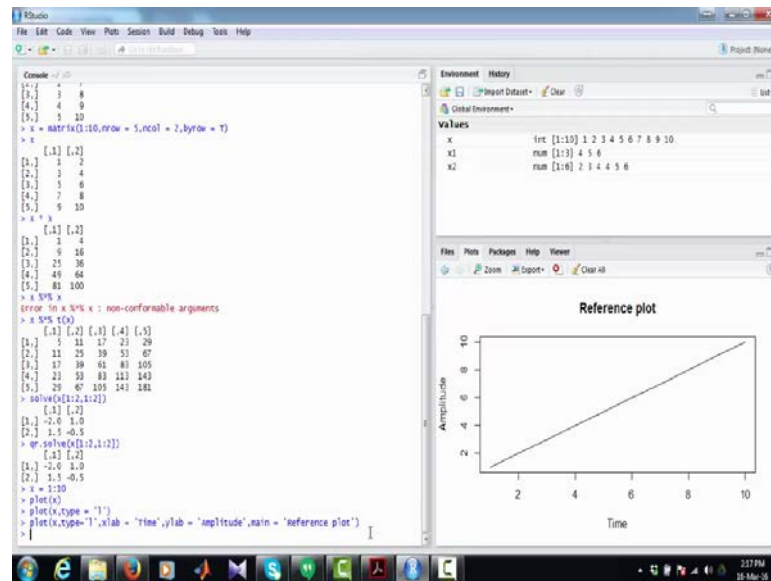 RStudio
File Edit Code View Plots Session Build Debug Tools Help
Project: (None
Console ~/
[3,] 3 8
[4,] 4 9
[5,] 5 10
> x = matrix(1:10,nrow = 5,ncol = 2,byrow = T)
> x
[,1] [,2]
[1,] 1 2
[2,] 3 4
[3,] 5 6
[4,] 7 8
[5,] 9 10
> x * x
[,1] [,2]
[1,] 1 4
[2,] 9 16
[3,] 25 36
[4,] 49 64
[5,] 81 100
> x %*% x
Error in x %*% x : non-conformable arguments
> x %*% t(x)
[,1] [,2] [,3] [,4] [,5]
[1,] 5 11 17 23 29
[2,] 11 25 39 53 67
[3,] 17 39 61 83 105
[4,] 23 53 83 113 143
[5,] 29 67 105 143 181
> solve(x[1:2,1:2])
[,1] [,2]
[1,] -2.0 1.0
[2,] 1.5 -0.5
> qr.solve(x[1:2,1:2])
[,1] [,2]
[1,] -2.0 1.0
[2,] 1.5 -0.5
> x = 1:10
> plot(x)
> plot(x,type = 'l')
> plot(x,type='l',xlab = 'Time',ylab = 'Amplitude',main = 'Reference plot')
>
Environment History
Import Dataset Clear List
Global Environment
values
x int [1:10] 1 2 3 4 5 6 7 8 9 10
x1 num [1:3] 4 5 6
x2 num [1:6] 2 3 4 4 5 6
Files Plots Packages Help Viewer
Zoom Export Clear All
Reference plot
Amplitude
10
8
6
4
2
2 4 6 8 10
Time
2:17 PM
16-Mar-16